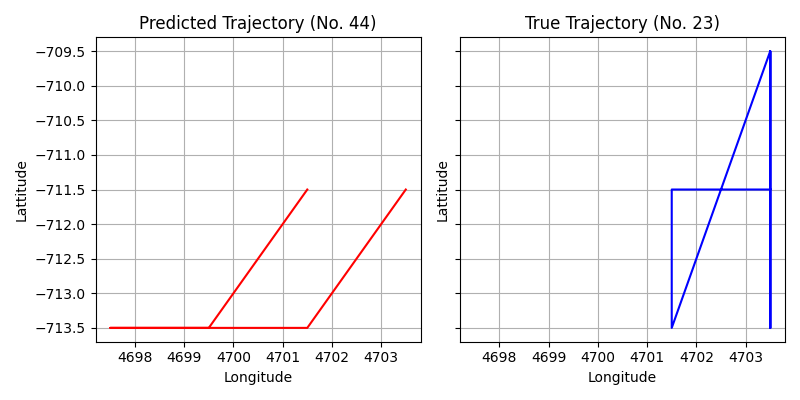 Predicted Trajectory (No. 44)
True Trajectory (No. 23)
Lattitude
−709.5
−710.0
−710.5
−711.0
−711.5
−712.0
−712.5
−713.0
−713.5
4698 4699 4700 4701 4702 4703
Longitude
Lattitude
4698 4699 4700 4701 4702 4703
Longitude